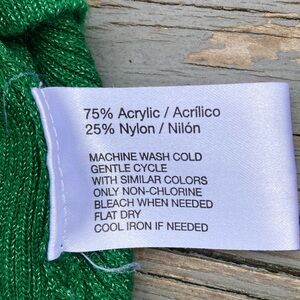 75% Acrylic / Acrílico
25% Nylon / Nilón
MACHINE WASH COLD
GENTLE CYCLE
WITH SIMILAR COLORS
ONLY NON-CHLORINE
BLEACH WHEN NEEDED
FLAT DRY
COOL IRON IF NEEDED